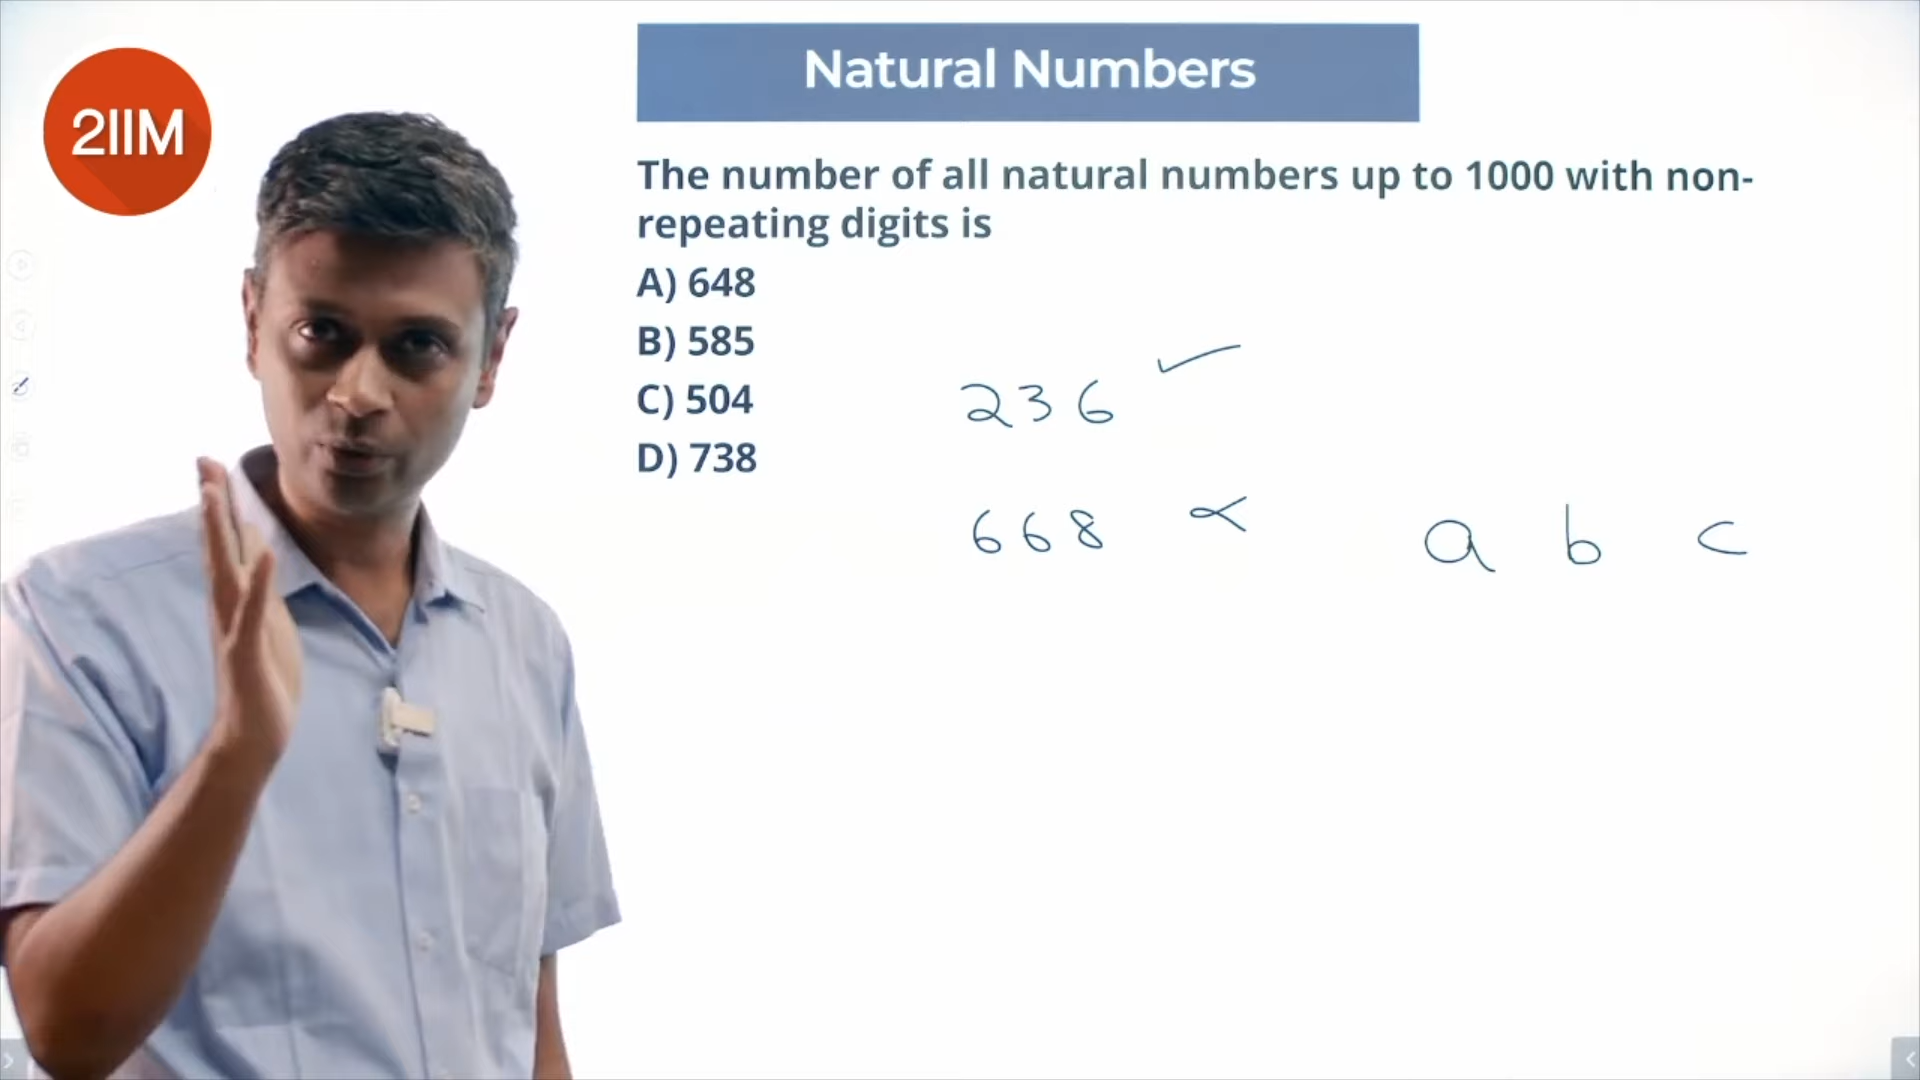 2IIM
Natural Numbers
The number of all natural numbers up to 1000 with non-
repeating digits is
A) 648
B) 585
C) 504
D) 738
236 ✓
668 ×
a b c